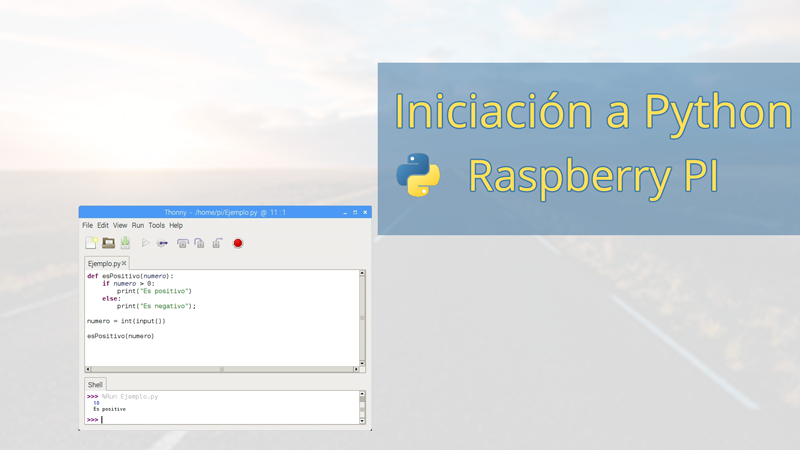 Iniciación a Python
Raspberry PI
Thonny - /home/pi/Ejemplo.py @ 11 : 1
File Edit View Run Tools Help
Ejemplo.py
def esPositivo(numero):
    if numero > 0:
        print("Es positivo")
    else:
        print("Es negativo");
numero = int(input())
esPositivo(numero)
Shell
>>> %Run Ejemplo.py
10
Es positivo
>>>